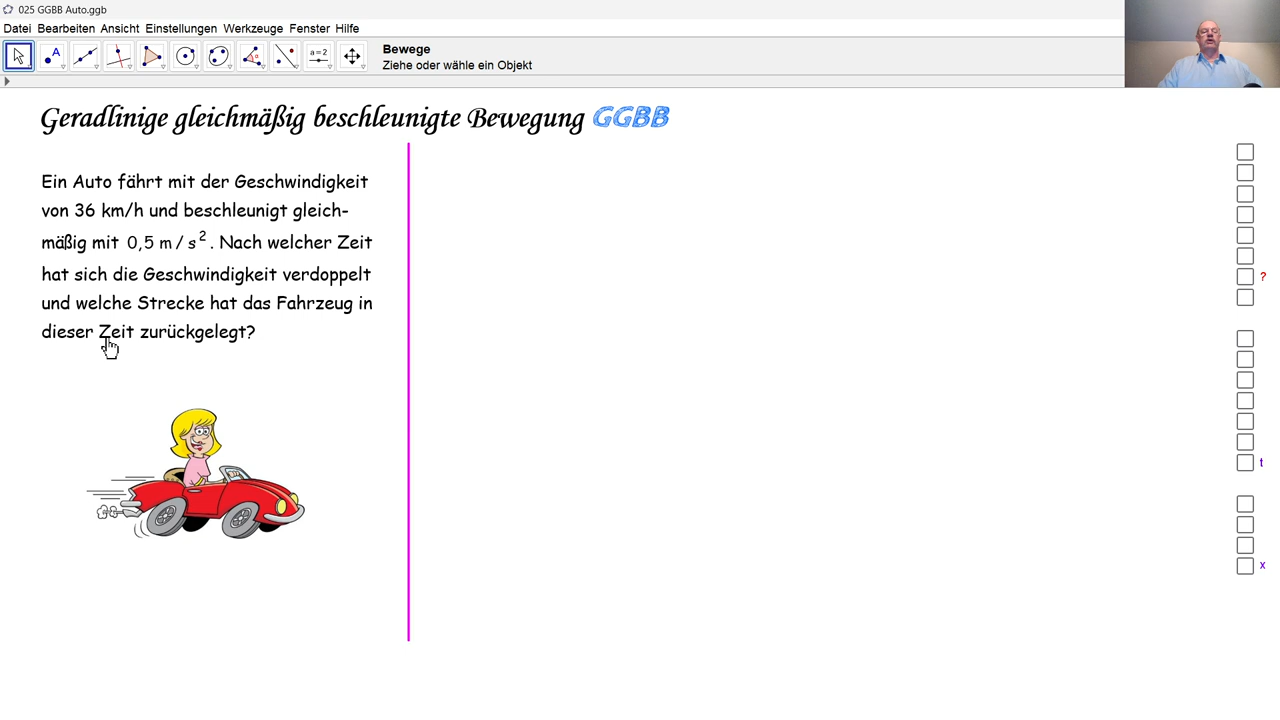 025 GGBB Auto.ggb
Datei Bearbeiten Ansicht Einstellungen Werkzeuge Fenster Hilfe
A
a=2
Bewege
Ziehe oder wähle ein Objekt
Geradlinige gleichmäßig beschleunigte Bewegung GGBB
Ein Auto fährt mit der Geschwindigkeit
von 36 km/h und beschleunigt gleich-
mäßig mit 0,5 m / s². Nach welcher Zeit
hat sich die Geschwindigkeit verdoppelt
und welche Strecke hat das Fahrzeug in
dieser Zeit zurückgelegt?
?
t
x